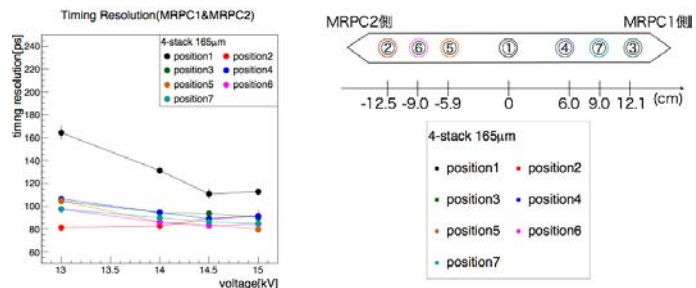 Timing Resolution(MRPC1&MRPC2)
timng resolution[ps]
240
220
200
180
160
140
120
100
80
60
4-stack 165μm
position1 position2
position3 position4
position5 position6
position7
13 13.5 14 14.5 15
voltage[kV]
MRPC2側 MRPC1側
② ⑥ ⑤ ① ④ ⑦ ③
-12.5 -9.0 -5.9 0 6.0 9.0 12.1 (cm)
4-stack 165μm
position1 position2
position3 position4
position5 position6
position7